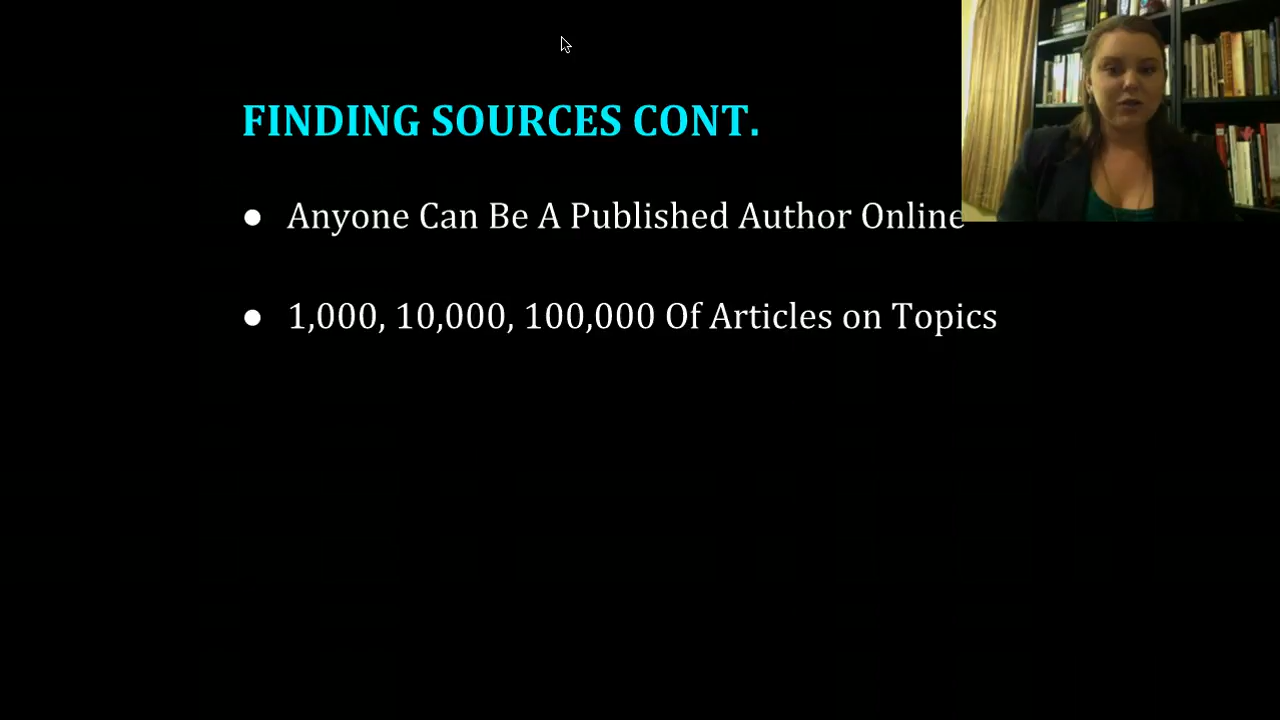 FINDING SOURCES CONT.
● Anyone Can Be A Published Author Online
● 1,000, 10,000, 100,000 Of Articles on Topics